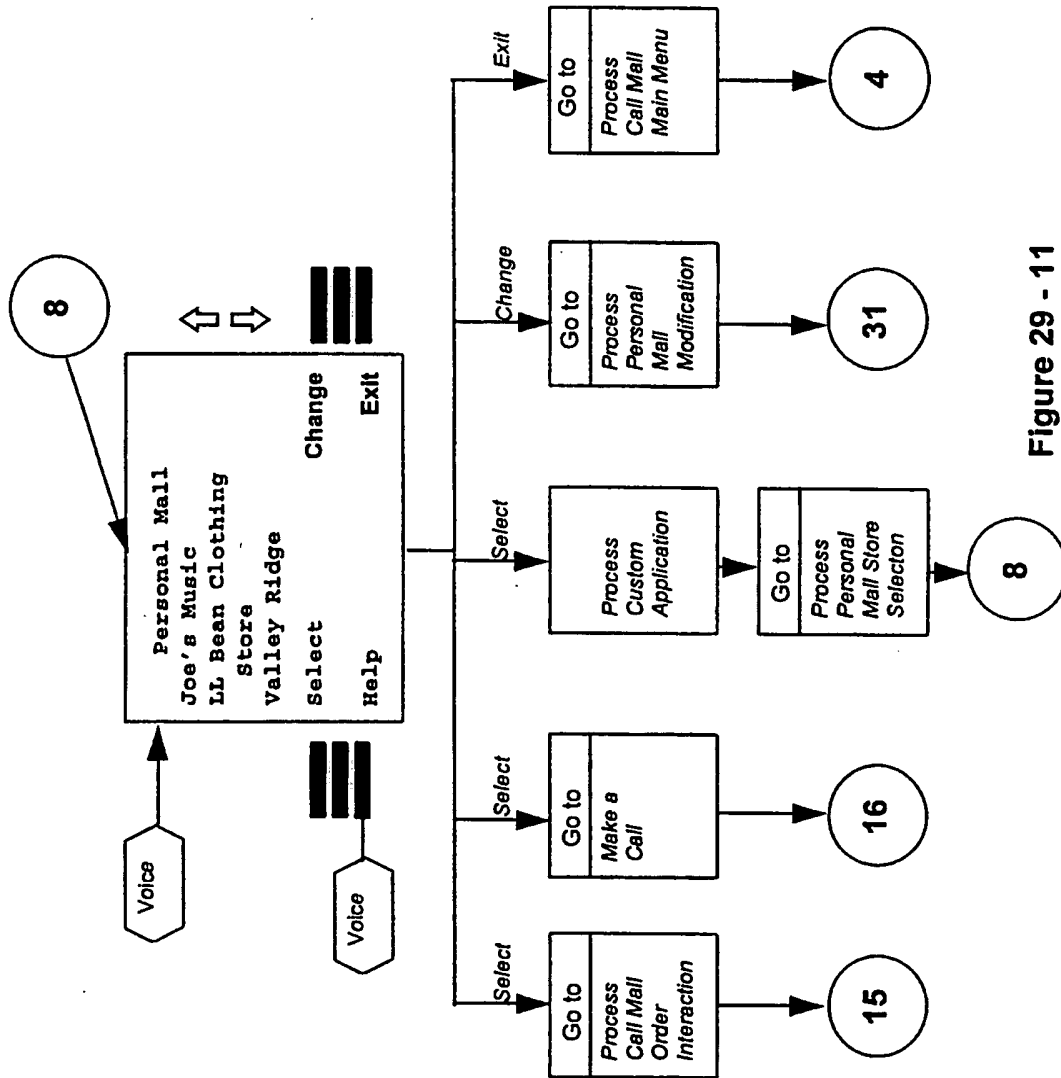 8
Voice
Personal Mall
Joe's Music
LL Bean Clothing
Store
Valley Ridge
Select
Change
Help
Exit
Voice
Select
Select
Select
Change
Exit
Go to
Process
Call Mall
Order
Interaction
Go to
Make a
Call
Process
Custom
Application
Go to
Process
Personal
Mall
Modification
Go to
Process
Call Mall
Main Menu
Go to
Process
Personal
Mall Store
Selecton
15
16
8
31
4
Figure 29 - 11